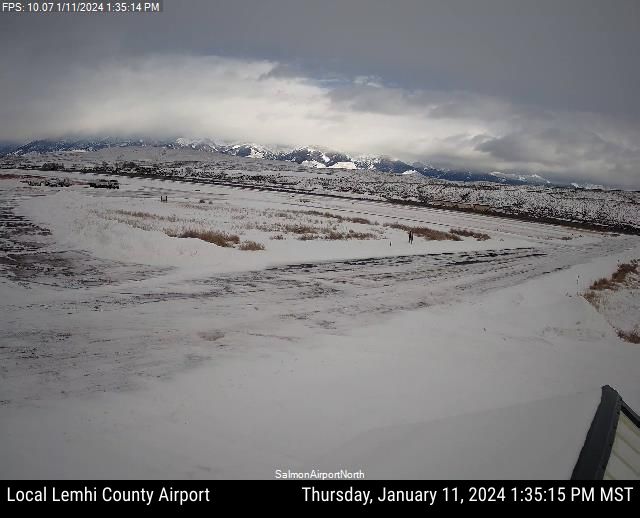 FPS: 10.07 1/11/2024 1:35:14 PM
SalmonAirportNorth
Local Lemhi County Airport Thursday, January 11, 2024 1:35:15 PM MST